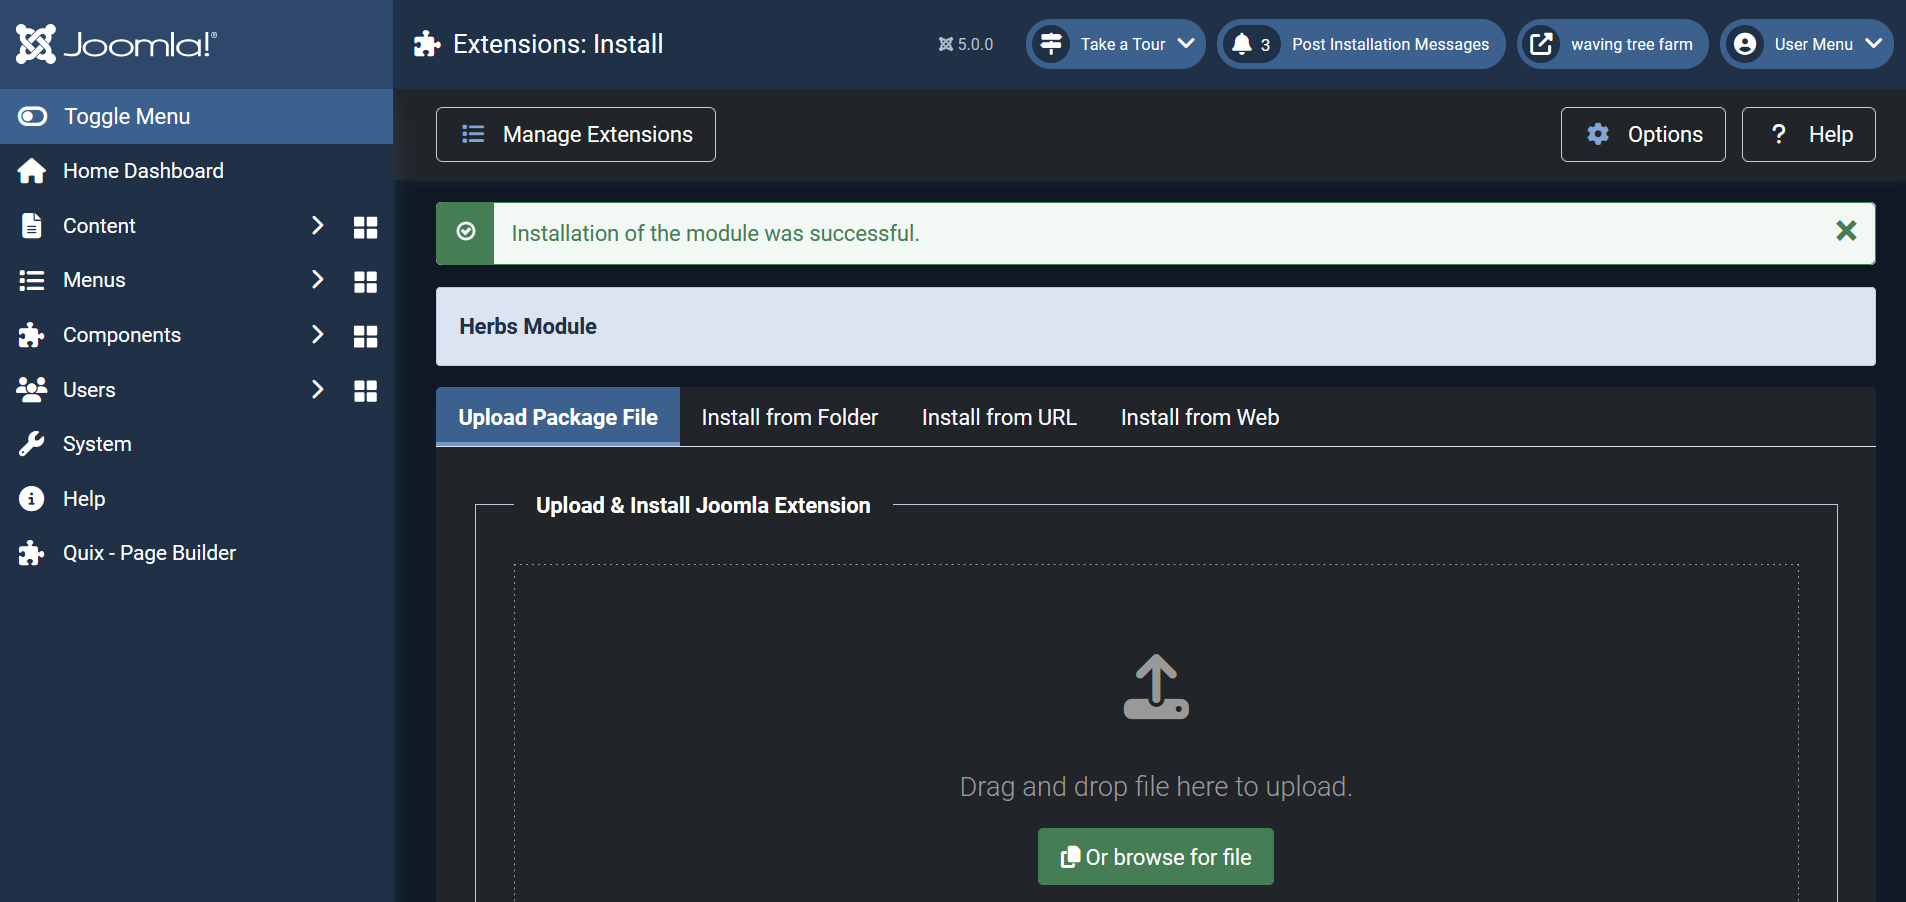 Joomla!®
Extensions: Install
5.0.0
Take a Tour
3 Post Installation Messages
waving tree farm
User Menu
Toggle Menu
Home Dashboard
Content
Menus
Components
Users
System
Help
Quix - Page Builder
Manage Extensions
Options
? Help
Installation of the module was successful.
Herbs Module
Upload Package File
Install from Folder
Install from URL
Install from Web
Upload & Install Joomla Extension
Drag and drop file here to upload.
Or browse for file